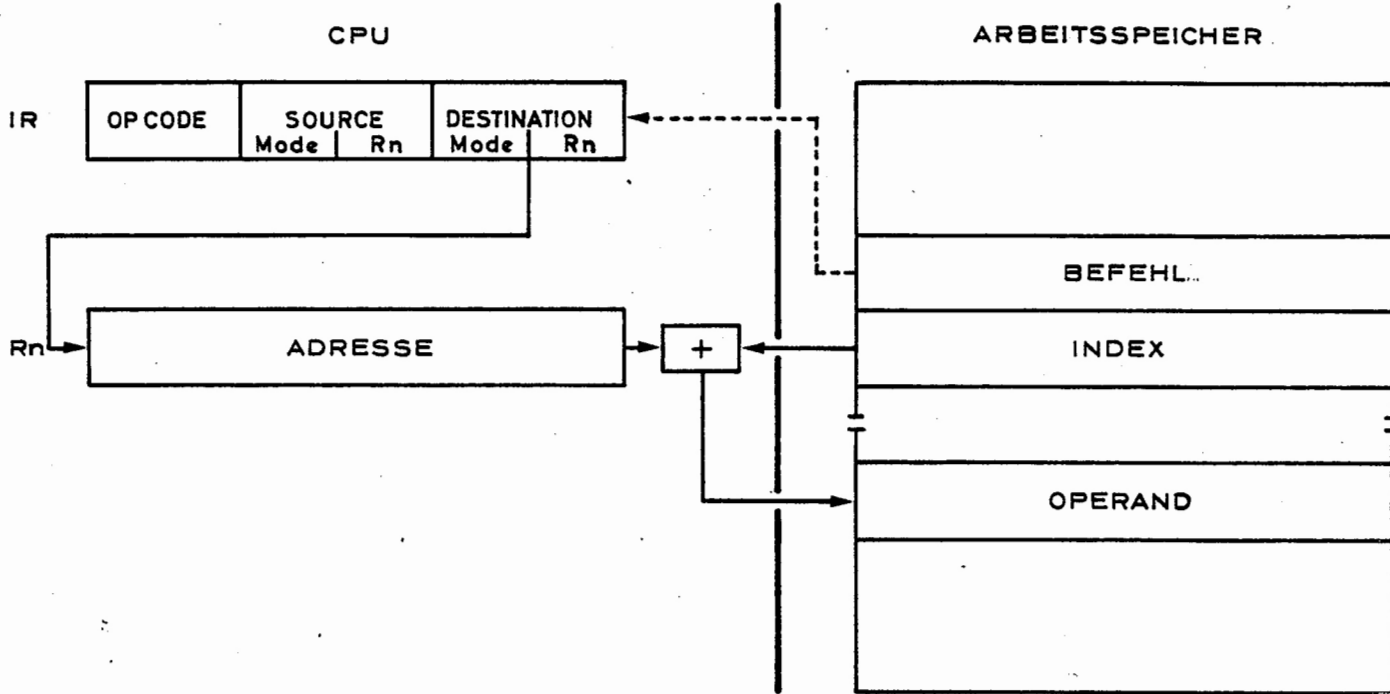 CPU
ARBEITSSPEICHER
IR
OP CODE
SOURCE
DESTINATION
Mode
Rn
Mode
Rn
BEFEHL
Rn
ADRESSE
+
INDEX
OPERAND